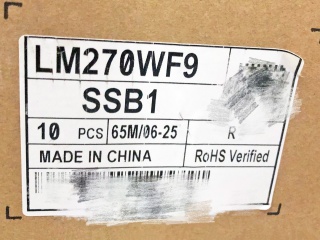 LM270WF9
SSB1
10 PCS 65M/06-25 R
MADE IN CHINA RoHS Verified